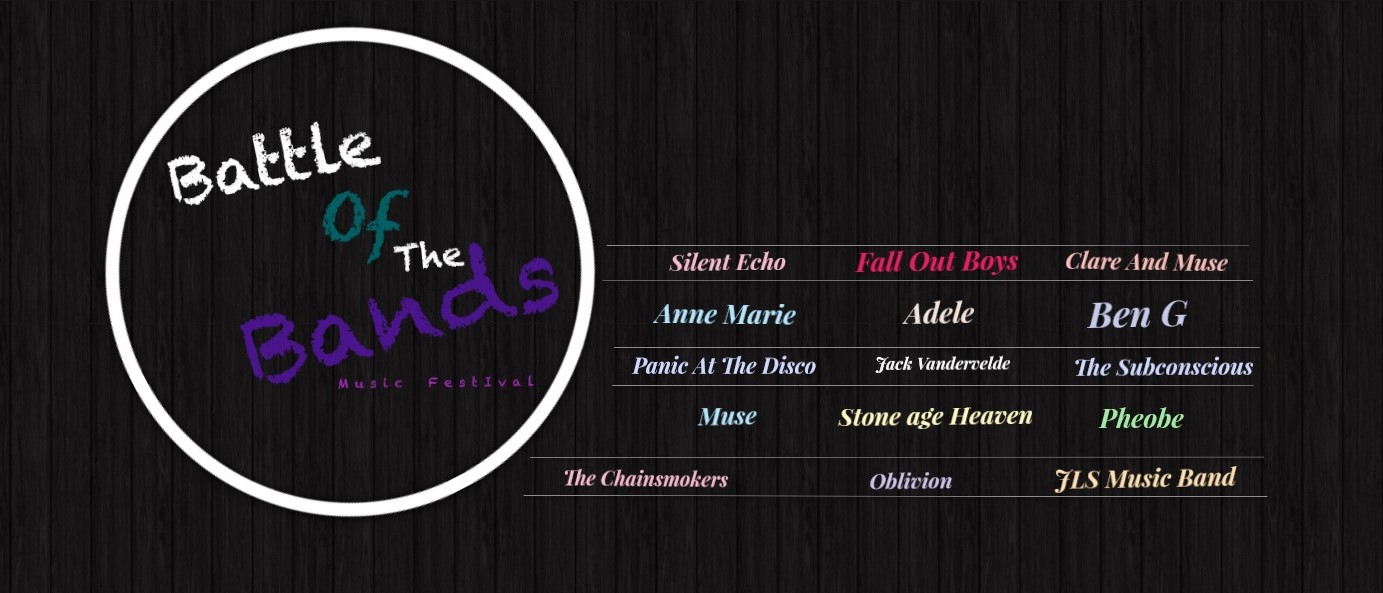 Battle
Of
The
Bands
Music FestIval
Silent Echo Fall Out Boys Clare And Muse
Anne Marie Adele Ben G
Panic At The Disco Jack Vandervelde The Subconscious
Muse Stone age Heaven Pheobe
The Chainsmokers Oblivion JLS Music Band